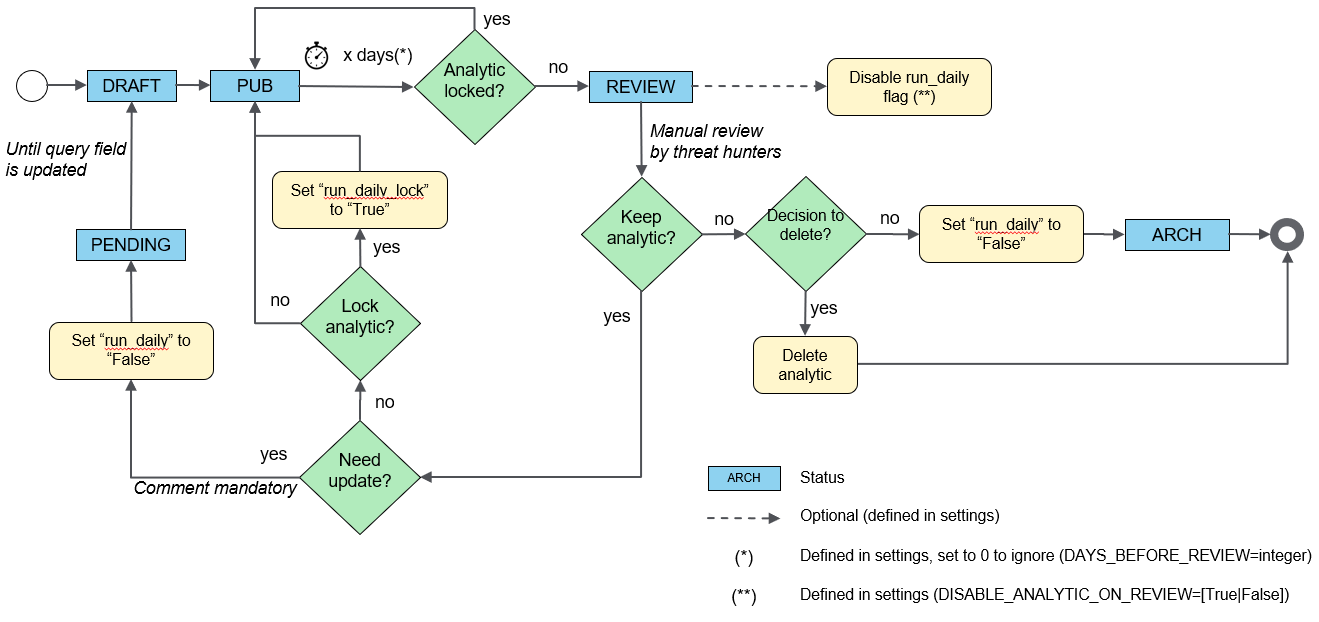 yes
x days(*)
Analytic
locked?
no
DRAFT
PUB
REVIEW
Disable run_daily
flag (**)
Until query field
is updated
Manual review
by threat hunters
Set “run_daily_lock”
to “True”
Keep
analytic?
no
Decision to
delete?
no
Set “run_daily” to
“False”
ARCH
PENDING
yes
no
Lock
analytic?
yes
yes
Set “run_daily” to
“False”
Delete
analytic
no
yes
Need
update?
Comment mandatory
ARCH
Status
Optional (defined in settings)
(*)
Defined in settings, set to 0 to ignore (DAYS_BEFORE_REVIEW=integer)
(**)
Defined in settings (DISABLE_ANALYTIC_ON_REVIEW=[True|False])